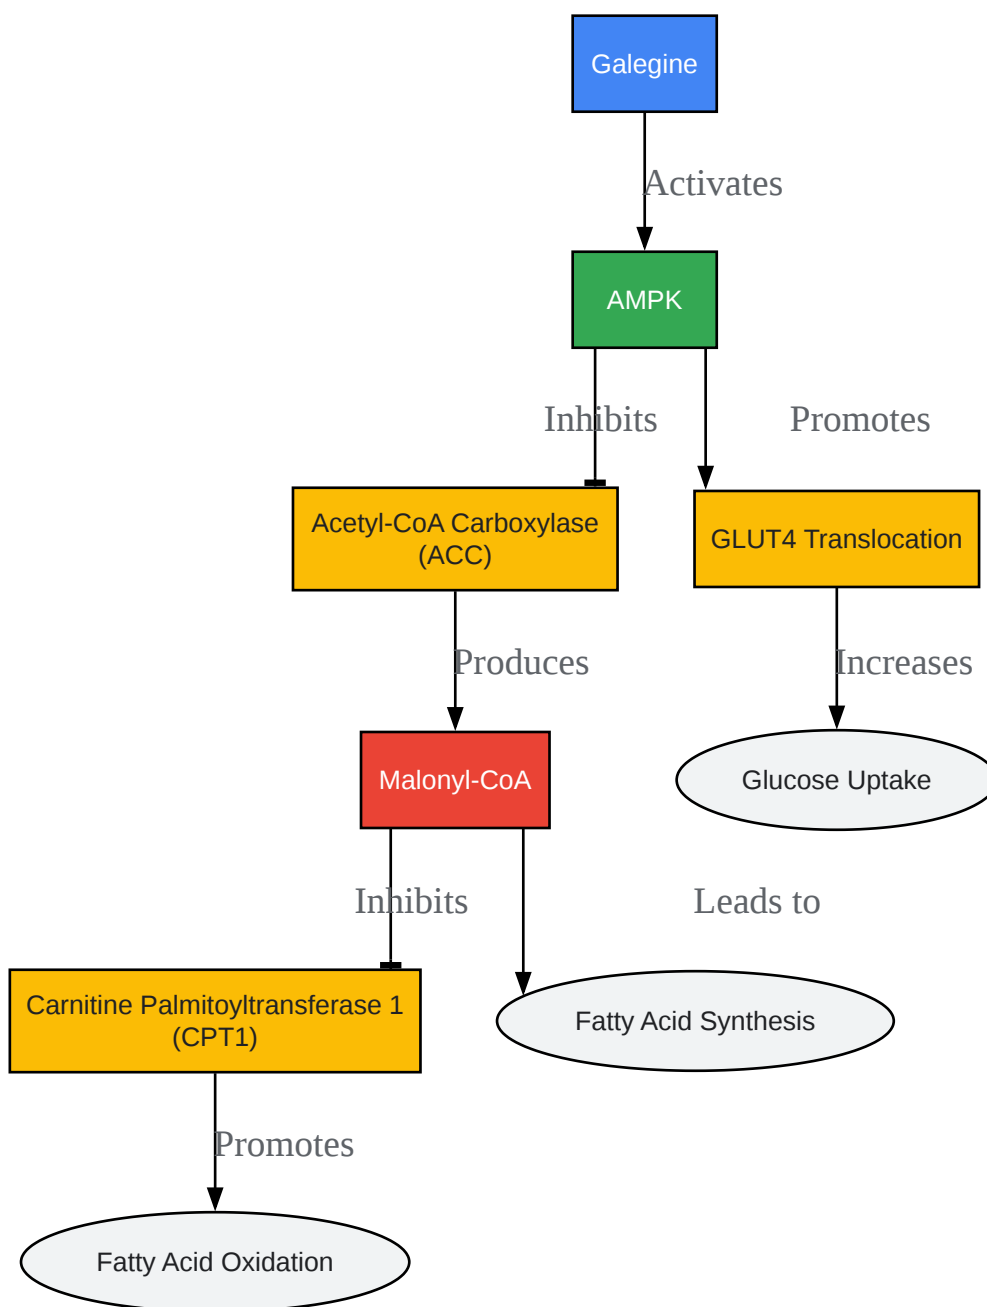 Galegine
Activates
AMPK
Inhibits
Promotes
Acetyl-CoA Carboxylase
(ACC)
GLUT4 Translocation
Produces
Increases
Malonyl-CoA
Glucose Uptake
Inhibits
Leads to
Carnitine Palmitoyltransferase 1
(CPT1)
Fatty Acid Synthesis
Promotes
Fatty Acid Oxidation